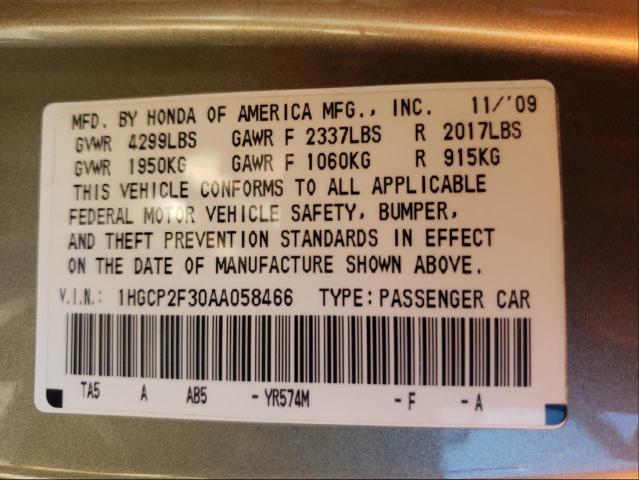 MFD. BY HONDA OF AMERICA MFG., INC. 11/'09
GVWR 4299LBS GAWR F 2337LBS R 2017LBS
GVWR 1950KG GAWR F 1060KG R 915KG
THIS VEHICLE CONFORMS TO ALL APPLICABLE
FEDERAL MOTOR VEHICLE SAFETY, BUMPER,
AND THEFT PREVENTION STANDARDS IN EFFECT
ON THE DATE OF MANUFACTURE SHOWN ABOVE.
V.I.N.: 1HGCP2F30AA058466 TYPE: PASSENGER CAR
TA5 A AB5 - YR574M - F - A